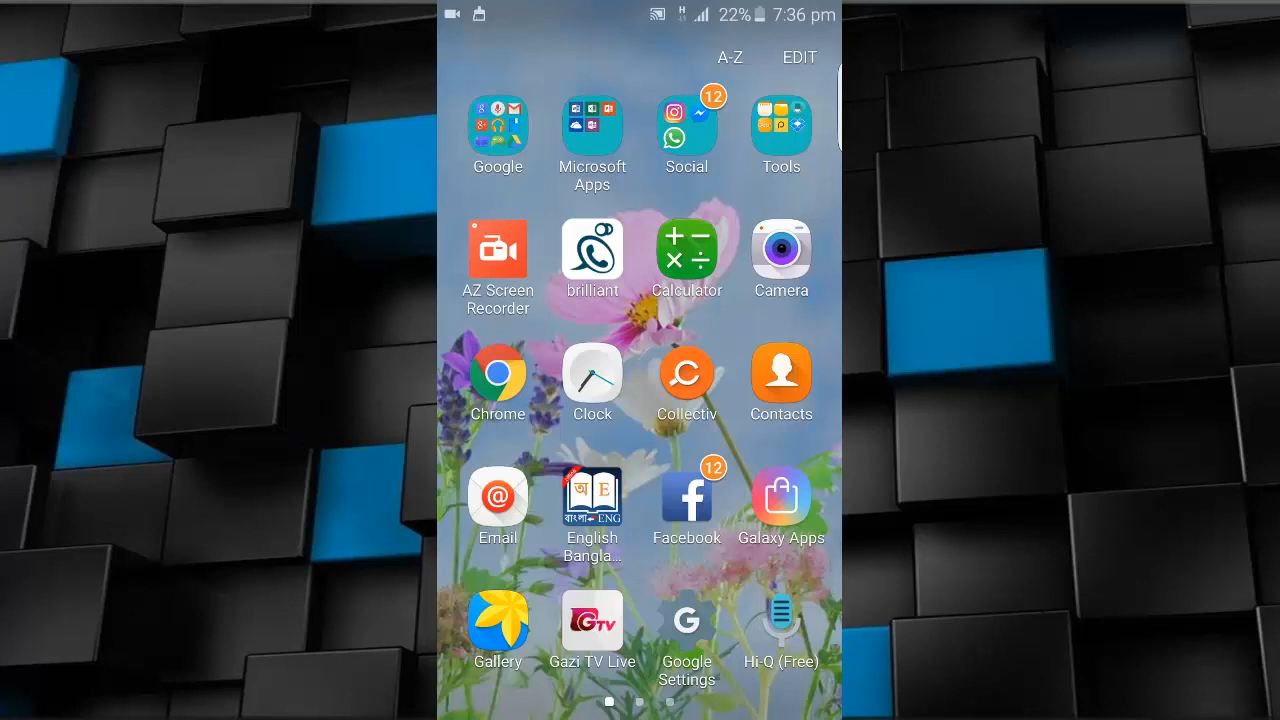 H
22% 7:36 pm
A-Z EDIT
12
Google Microsoft Apps Social Tools
AZ Screen Recorder brilliant Calculator Camera
Chrome Clock Collectiv Contacts
অ E
বাংলা ENG
12
Email English Bangla... Facebook Galaxy Apps
GTV
G
Gallery Gazi TV Live Google Settings Hi-Q (Free)